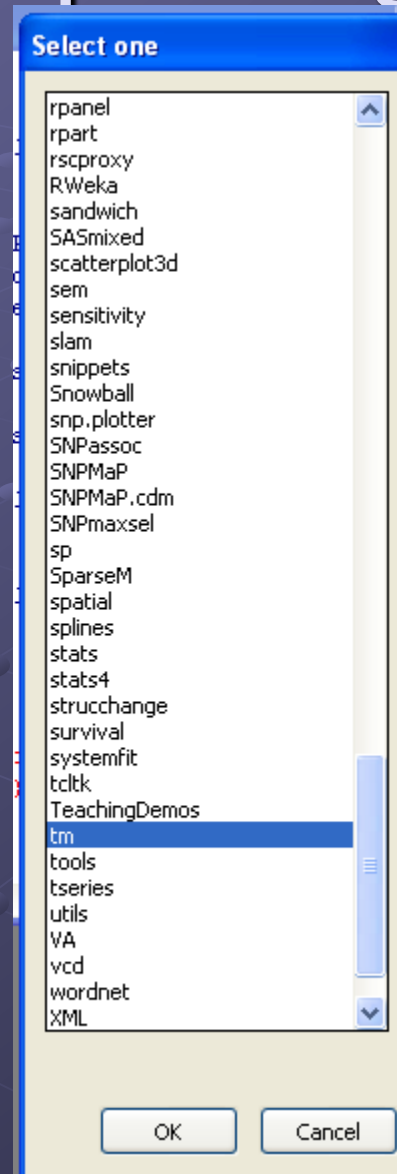 Select one
rpanel
rpart
rscproxy
RWeka
sandwich
SASmixed
scatterplot3d
sem
sensitivity
slam
snippets
Snowball
snp.plotter
SNPassoc
SNPMaP
SNPMaP.cdm
SNPmaxsel
sp
SparseM
spatial
splines
stats
stats4
strucchange
survival
systemfit
tcltk
TeachingDemos
tm
tools
tseries
utils
VA
vcd
wordnet
XML
OK Cancel